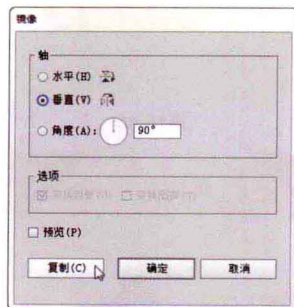 镜像
轴
水平(H)
垂直(V)
角度(A): 90°
选项
预览(P)
复制(C) 确定 取消